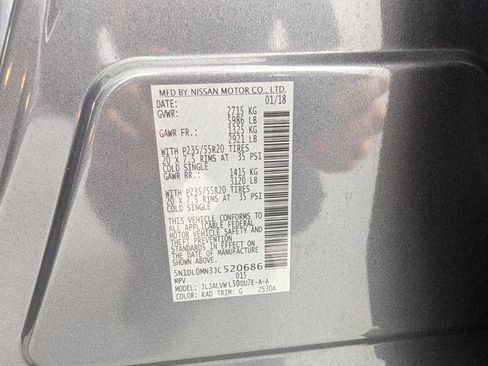 MFD BY NISSAN MOTOR CO., LTD.
DATE: 01/18
GVWR: 2715 KG
5986 LB
GAWR FR.: 1325 KG
2921 LB
WITH P235/55R20 TIRES
20 X 7.5 RIMS AT 35 PSI
COLD SINGLE
GAWR RR.: 1415 KG
3120 LB
WITH P235/55R20 TIRES
20 X 7.5 RIMS AT 35 PSI
COLD SINGLE
THIS VEHICLE CONFORMS TO
ALL APPLICABLE FEDERAL
MOTOR VEHICLE SAFETY AND
THEFT PREVENTION
STANDARDS IN EFFECT
ON THE DATE OF
MANUFACTURE SHOWN
ABOVE.
5N1DL0MN3JC520686
MPV 015
MODEL: JLJALVWL50DU7E-A-A
COLOR: KAD TRIM: G Z530A